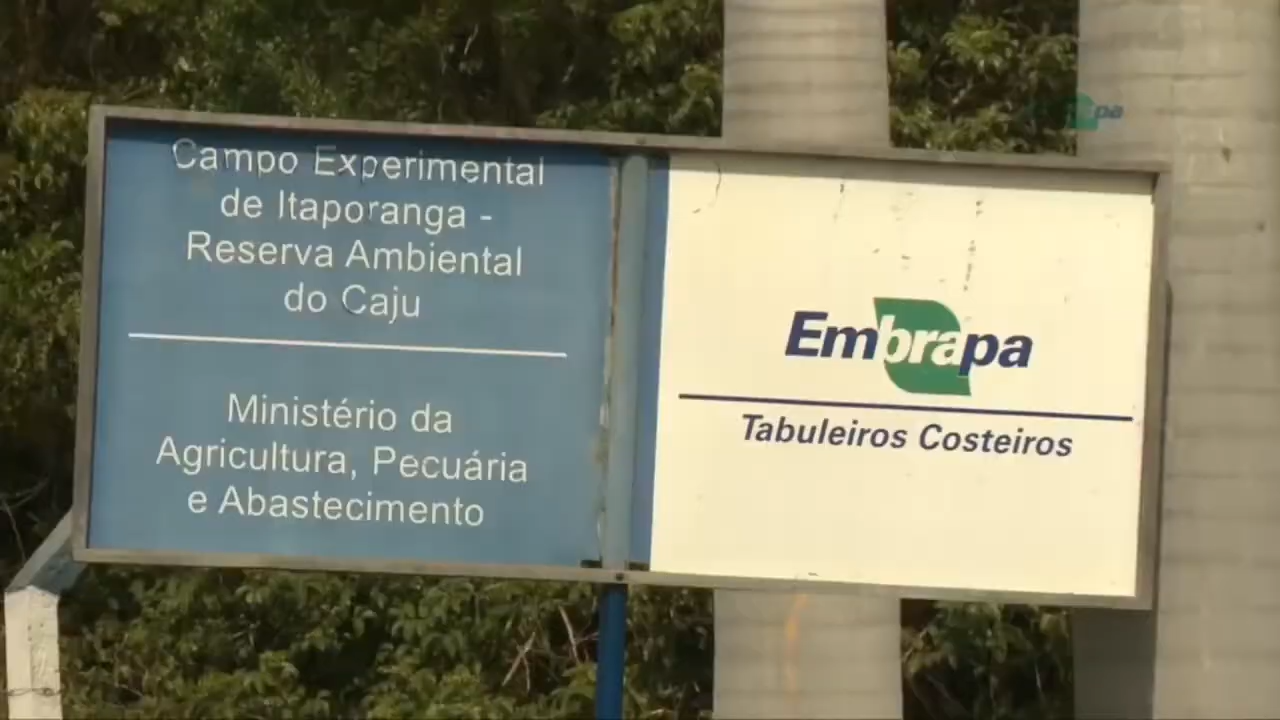 Campo Experimental
de Itaporanga -
Reserva Ambiental
do Caju
Ministério da
Agricultura, Pecuária
e Abastecimento
Embrapa
Tabuleiros Costeiros